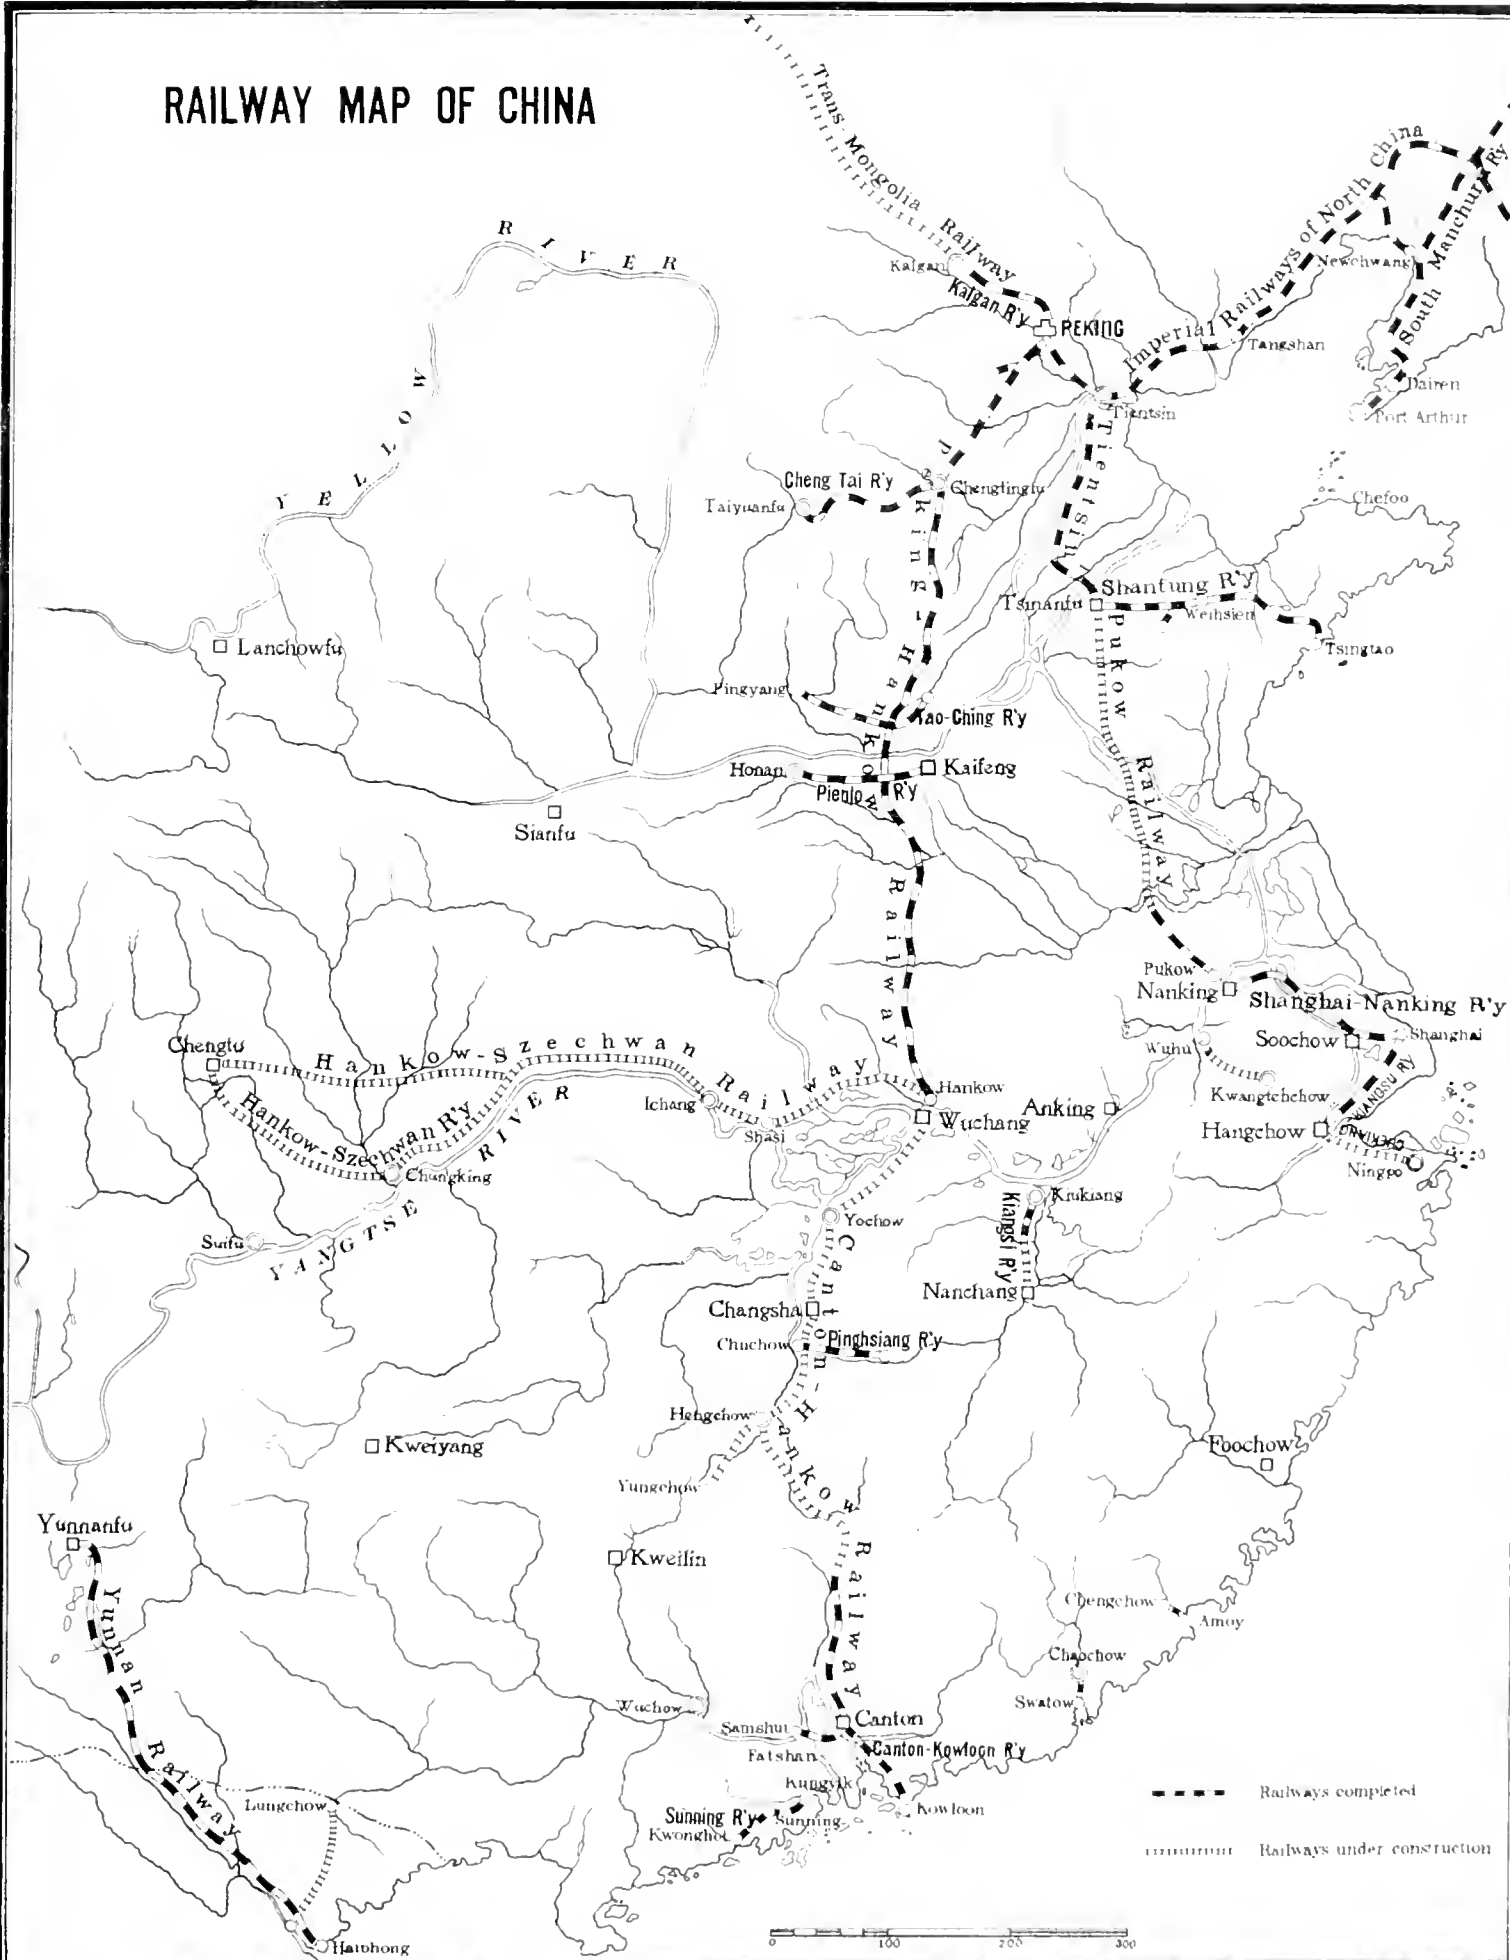 RAILWAY MAP OF CHINA
Trans-Mongolia Railway
Imperial Railways of North China
South Manchuria R'y
Kalgan
Kalgan R'y
PEKING
Newchwang
Tangshan
Dairen
Port Arthur
Tientsin
YELLOW RIVER
Cheng Tai R'y
Chengtingfu
Taiyuanfu
Chefoo
Peking-Hankow Railway
Tientsin Pukow Railway
Shantung R'y
Tsinanfu
Weihsien
Tsingtao
Lanchowfu
Pingyang
Tao-Ching R'y
Honan
Kaifeng
Pienlo R'y
Sianfu
Pukow
Nanking
Shanghai-Nanking R'y
Soochow
Shanghai
Wuhu
Kwangtchchow
KIANGSU R'y
CHEKIANG
Hangchow
Ningpo
Chengtu
Hankow-Szechwan Railway
Hankow-Szechwan R'y
Hankow
Wuchang
Anking
Ichang
Shasi
Chungking
YANGTSE RIVER
Suifu
Yochow
Kiukiang
Kiangsi R'y
Nanchang
Canton-Hankow Railway
Changsha
Chuchow
Pinghsiang R'y
Hengchow
Yungchow
Kweiyang
Foochow
Yunnanfu
Yunnan Railway
Kweilin
Chengchow
Amoy
Chaochow
Swatow
Wuchow
Samshui
Canton
Fatshan
Canton-Kowloon R'y
Kungyik
Kowloon
Sunning R'y
Sunning
Kwonghoi
Lungchow
Haiphong
Railways completed
Railways under construction
0 100 200 300